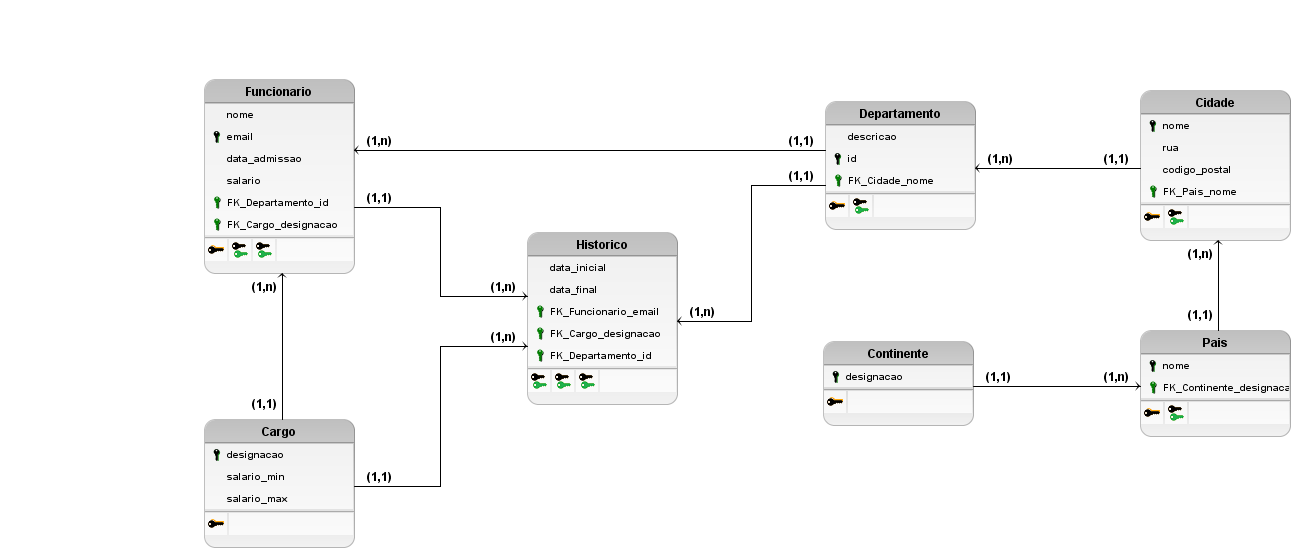 Funcionario
nome
email
data_admissao
salario
FK_Departamento_id
FK_Cargo_designacao
(1,n)
(1,1)
(1,1)
(1,n)
(1,n)
(1,1)
Cargo
designacao
salario_min
salario_max
(1,1)
(1,n)
Historico
data_inicial
data_final
FK_Funcionario_email
FK_Cargo_designacao
FK_Departamento_id
(1,n)
(1,1)
Departamento
descricao
id
FK_Cidade_nome
(1,n)
(1,1)
Cidade
nome
rua
codigo_postal
FK_Pais_nome
(1,n)
(1,1)
Continente
designacao
(1,1)
(1,n)
Pais
nome
FK_Continente_designaca